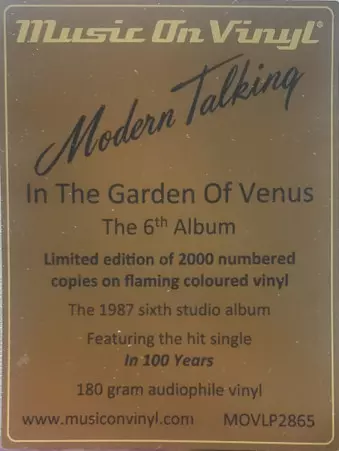 Music On Vinyl®
Modern Talking
In The Garden Of Venus
The 6th Album
Limited edition of 2000 numbered
copies on flaming coloured vinyl
The 1987 sixth studio album
Featuring the hit single
In 100 Years
180 gram audiophile vinyl
www.musiconvinyl.com MOVLP2865